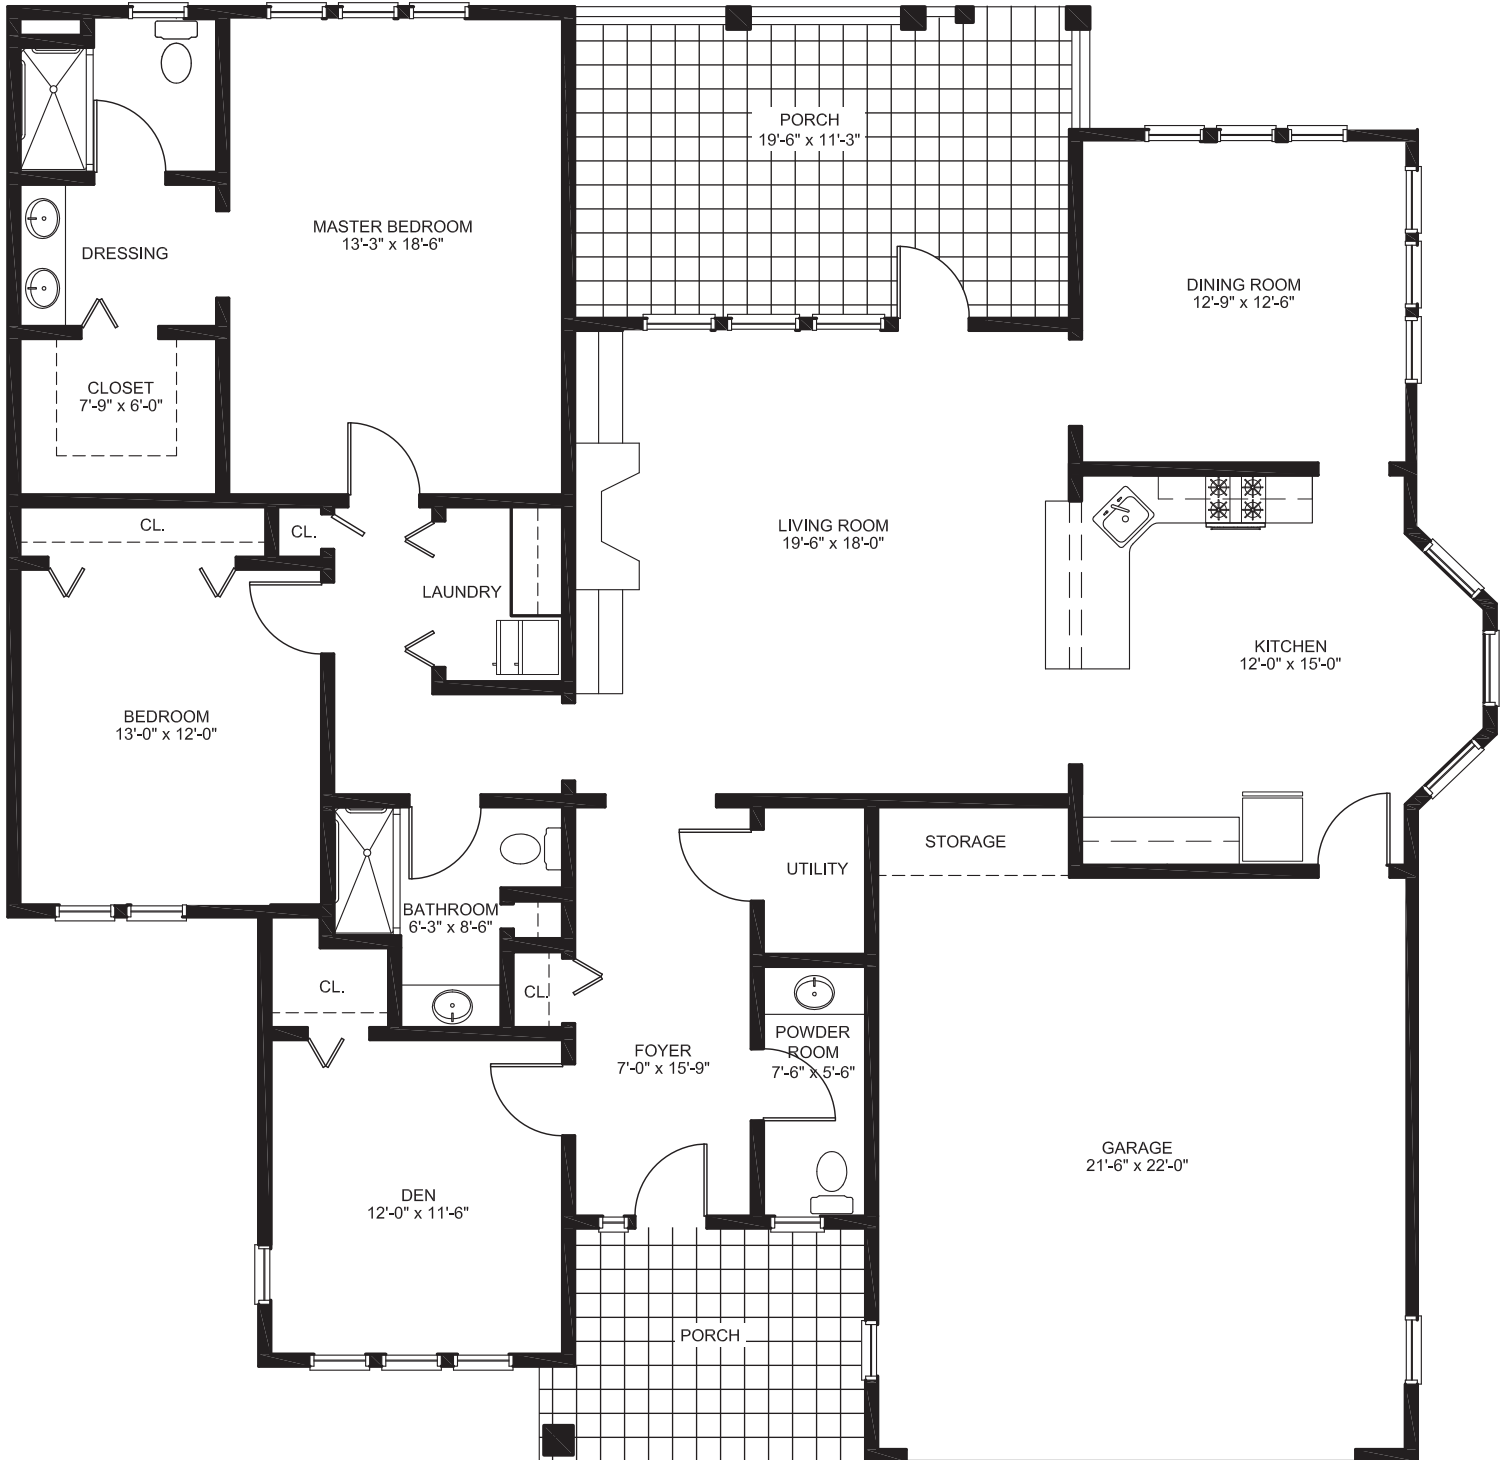 PORCH
19'-6" x 11'-3"
MASTER BEDROOM
13'-3" x 18'-6"
DRESSING
DINING ROOM
12'-9" x 12'-6"
CLOSET
7'-9" x 6'-0"
CL.
CL.
LIVING ROOM
19'-6" x 18'-0"
LAUNDRY
KITCHEN
12'-0" x 15'-0"
BEDROOM
13'-0" x 12'-0"
STORAGE
UTILITY
BATHROOM
6'-3" x 8'-6"
CL.
CL.
POWDER
ROOM
7'-6" x 5'-6"
FOYER
7'-0" x 15'-9"
GARAGE
21'-6" x 22'-0"
DEN
12'-0" x 11'-6"
PORCH